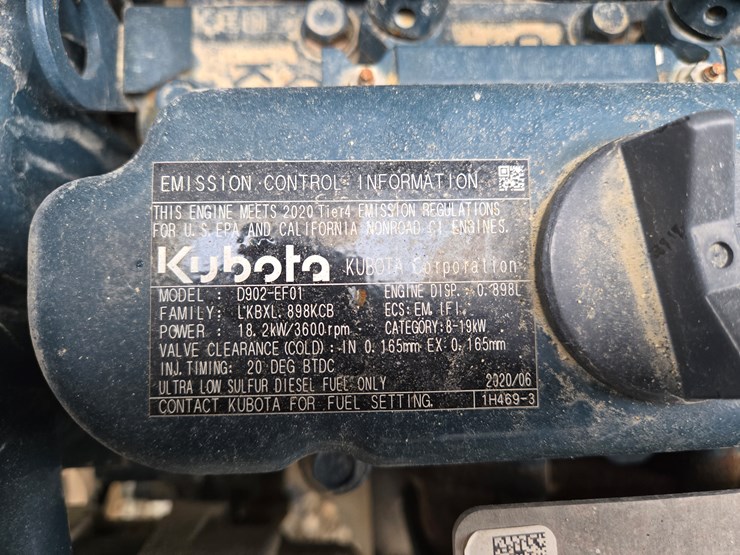 EMISSION CONTROL INFORMATION
THIS ENGINE MEETS 2020 Tier4 EMISSION REGULATIONS
FOR U.S. EPA AND CALIFORNIA NONROAD CI ENGINES.
Kubota KUBOTA Corporation
MODEL : D902-EF01 ENGINE DISP.: 0.898L
FAMILY: LKBXL.898KCB ECS: EM, IFI
POWER : 18.2kW/3600rpm CATEGORY:8-19kW
VALVE CLEARANCE (COLD) : IN 0.165mm EX 0.165mm
INJ. TIMING: 20 DEG BTDC
ULTRA LOW SULFUR DIESEL FUEL ONLY 2020/06
CONTACT KUBOTA FOR FUEL SETTING. 1H469-3